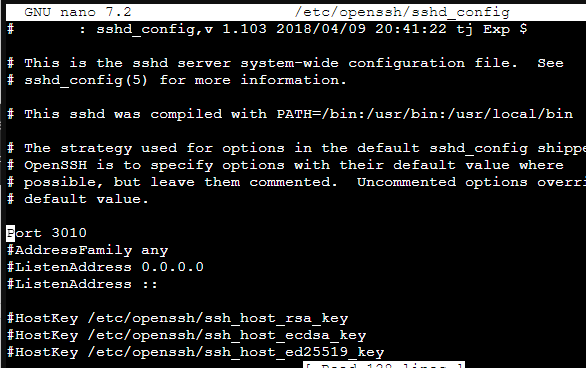 GNU nano 7.2 /etc/openssh/sshd_config
# : sshd_config,v 1.103 2018/04/09 20:41:22 tj Exp $
# This is the sshd server system-wide configuration file. See
# sshd_config(5) for more information.
# This sshd was compiled with PATH=/bin:/usr/bin:/usr/local/bin
# The strategy used for options in the default sshd_config shippe
# OpenSSH is to specify options with their default value where
# possible, but leave them commented. Uncommented options overri
# default value.
Port 3010
#AddressFamily any
#ListenAddress 0.0.0.0
#ListenAddress ::
#HostKey /etc/openssh/ssh_host_rsa_key
#HostKey /etc/openssh/ssh_host_ecdsa_key
#HostKey /etc/openssh/ssh_host_ed25519_key